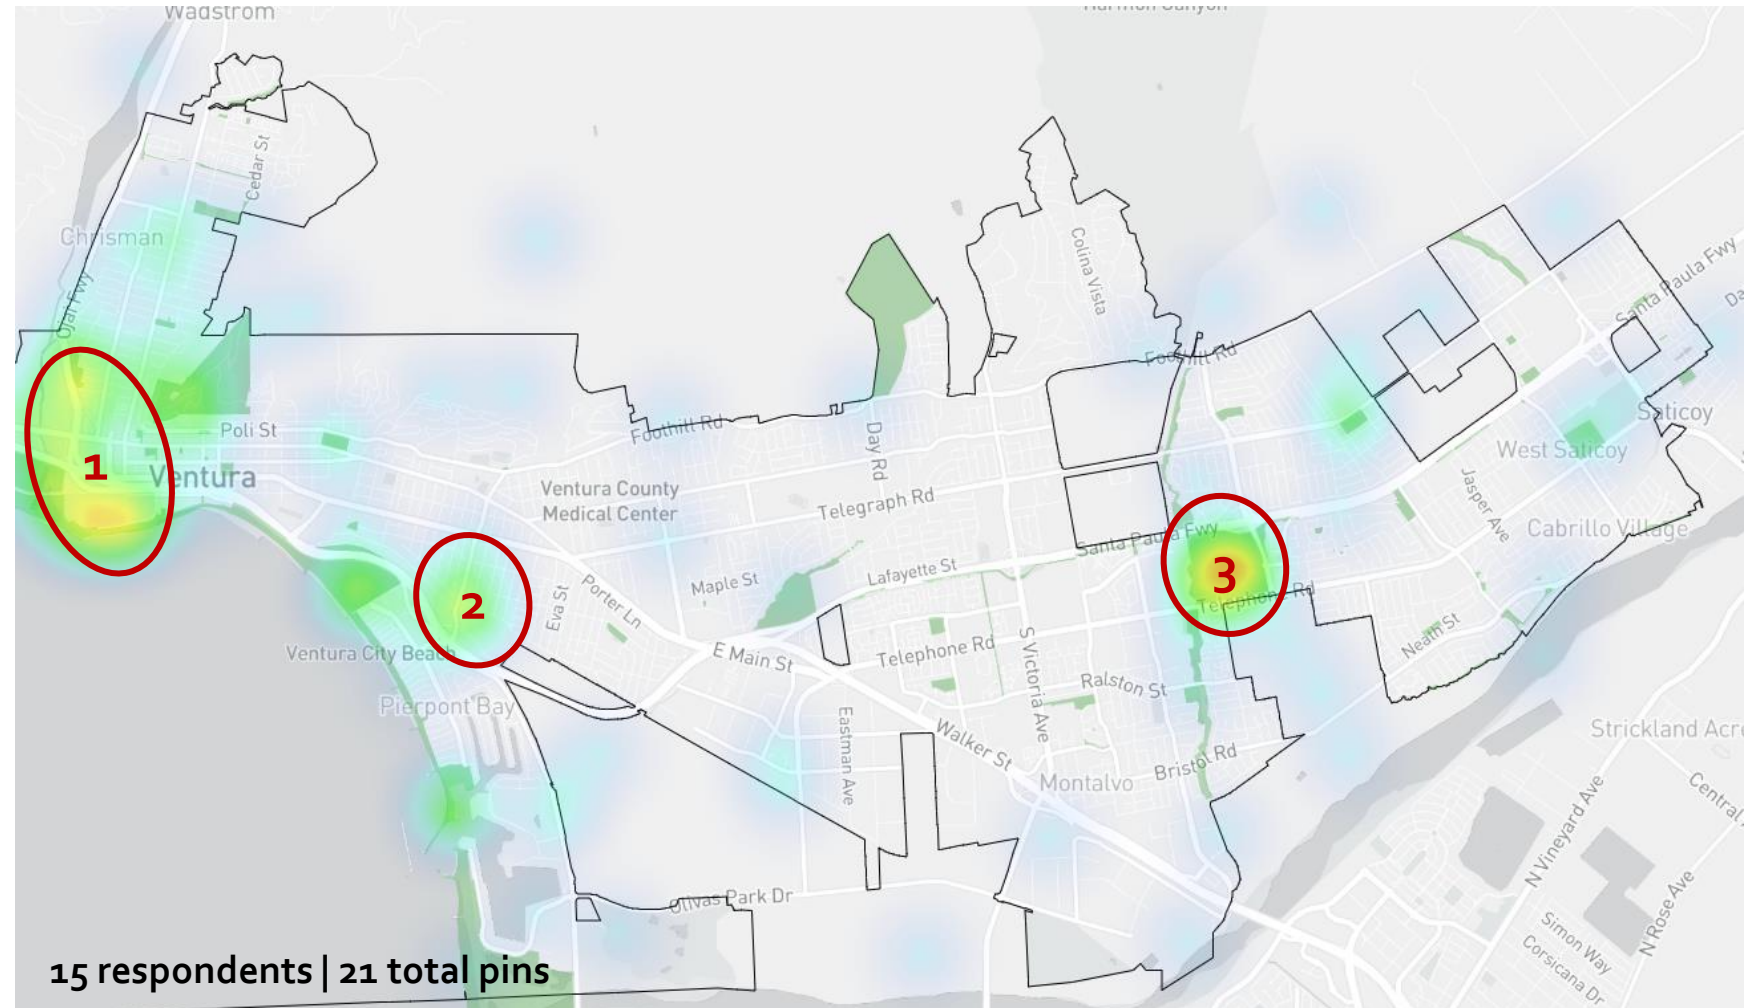 Wadstrom
Harmon Canyon
Cedar St
Chrisman
Ojai Fwy
Colina Vista
Santa Paula Fwy
Foothill Rd
Poli St
Foothill Rd
Day Rd
Saticoy
West Saticoy
1
Ventura
Ventura County
Medical Center
Telegraph Rd
Jasper Ave
Santa Paula Fwy
Cabrillo Village
3
Lafayette St
Maple St
2
Eva St
Porter Ln
Telephone Rd
Neath St
Ventura City Beach
E Main St
Telephone Rd
S Victoria Ave
Ralston St
Pierpont Bay
Eastman Ave
Walker St
Bristol Rd
Strickland Acre
Montalvo
Central
N Vineyard Ave
Olivas Park Dr
N Rose Ave
Simon Way
Corsicana Dr
15 respondents | 21 total pins